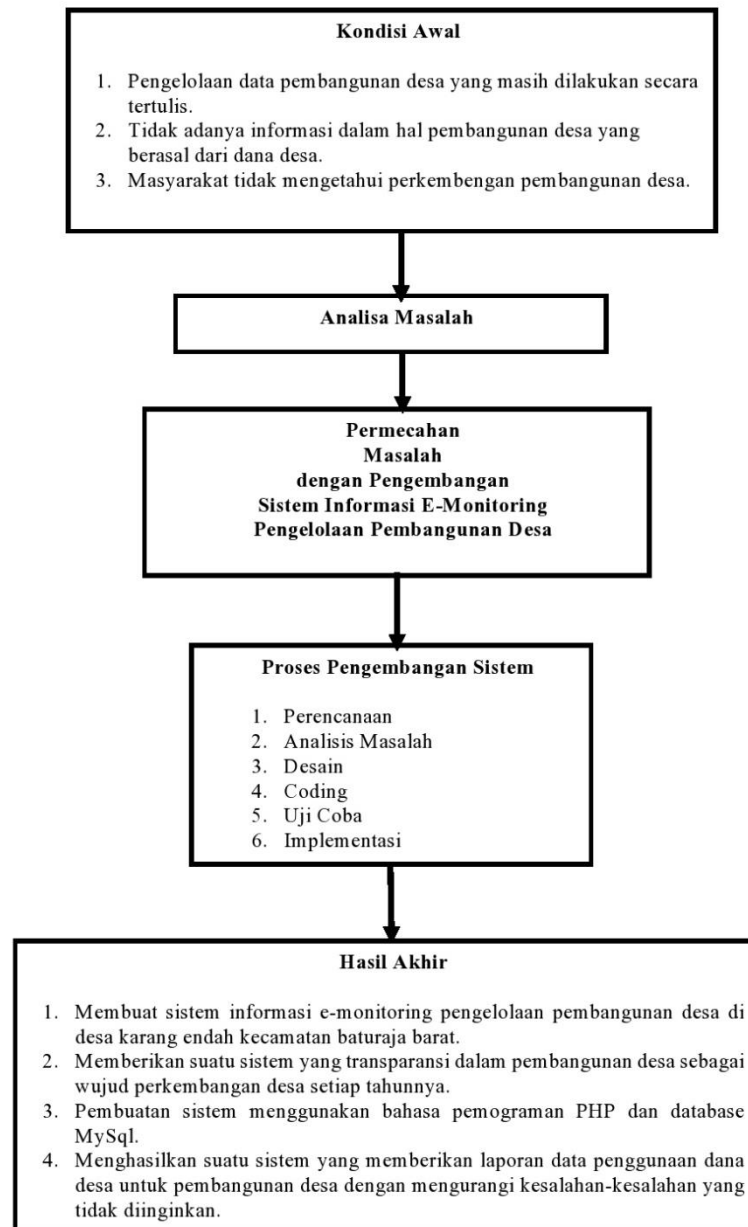 Kondisi Awal
1. Pengelolaan data pembangunan desa yang masih dilakukan secara
tertulis.
2. Tidak adanya informasi dalam hal pembangunan desa yang
berasal dari dana desa.
3. Masyarakat tidak mengetahui perkembengan pembangunan desa.
Analisa Masalah
Permecahan
Masalah
dengan Pengembangan
Sistem Informasi E-Monitoring
Pengelolaan Pembangunan Desa
Proses Pengembangan Sistem
1. Perencanaan
2. Analisis Masalah
3. Desain
4. Coding
5. Uji Coba
6. Implementasi
Hasil Akhir
1. Membuat sistem informasi e-monitoring pengelolaan pembangunan desa di
desa karang endah kecamatan baturaja barat.
2. Memberikan suatu sistem yang transparansi dalam pembangunan desa sebagai
wujud perkembangan desa setiap tahunnya.
3. Pembuatan sistem menggunakan bahasa pemograman PHP dan database
MySql.
4. Menghasilkan suatu sistem yang memberikan laporan data penggunaan dana
desa untuk pembangunan desa dengan mengurangi kesalahan-kesalahan yang
tidak diinginkan.